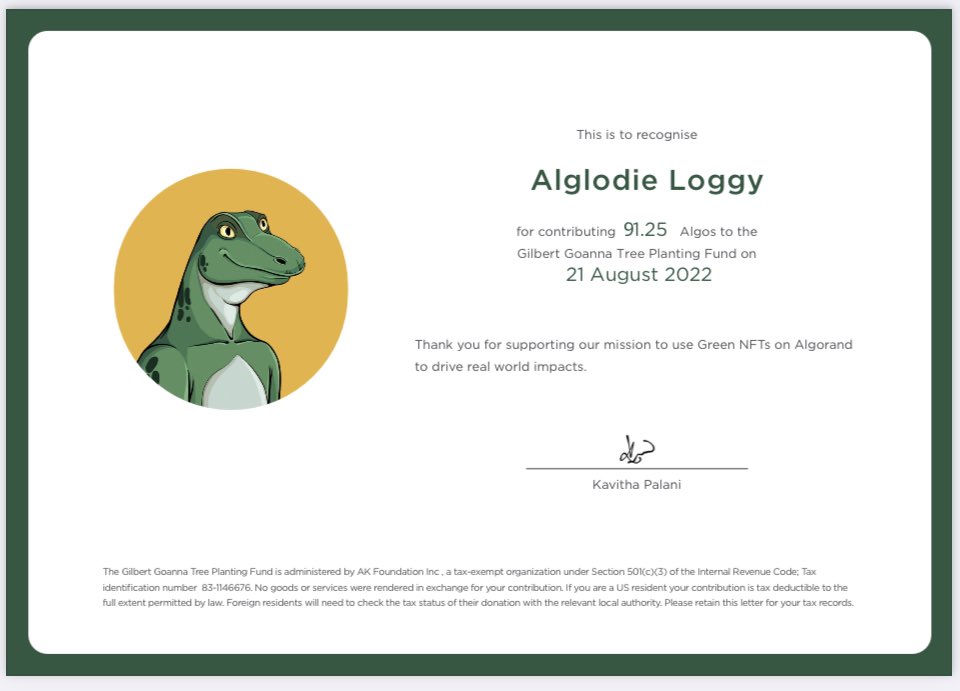 This is to recognise
Alglodie Loggy
for contributing 91.25 Algos to the
Gilbert Goanna Tree Planting Fund on
21 August 2022
Thank you for supporting our mission to use Green NFTs on Algorand
to drive real world impacts.
Kavitha Palani
The Gilbert Goanna Tree Planting Fund is administered by AK Foundation Inc , a tax-exempt organization under Section 501(c)(3) of the Internal Revenue Code; Tax
identification number 83-1146676. No goods or services were rendered in exchange for your contribution. If you are a US resident your contribution is tax deductible to the
full extent permitted by law. Foreign residents will need to check the tax status of their donation with the relevant local authority. Please retain this letter for your tax records.